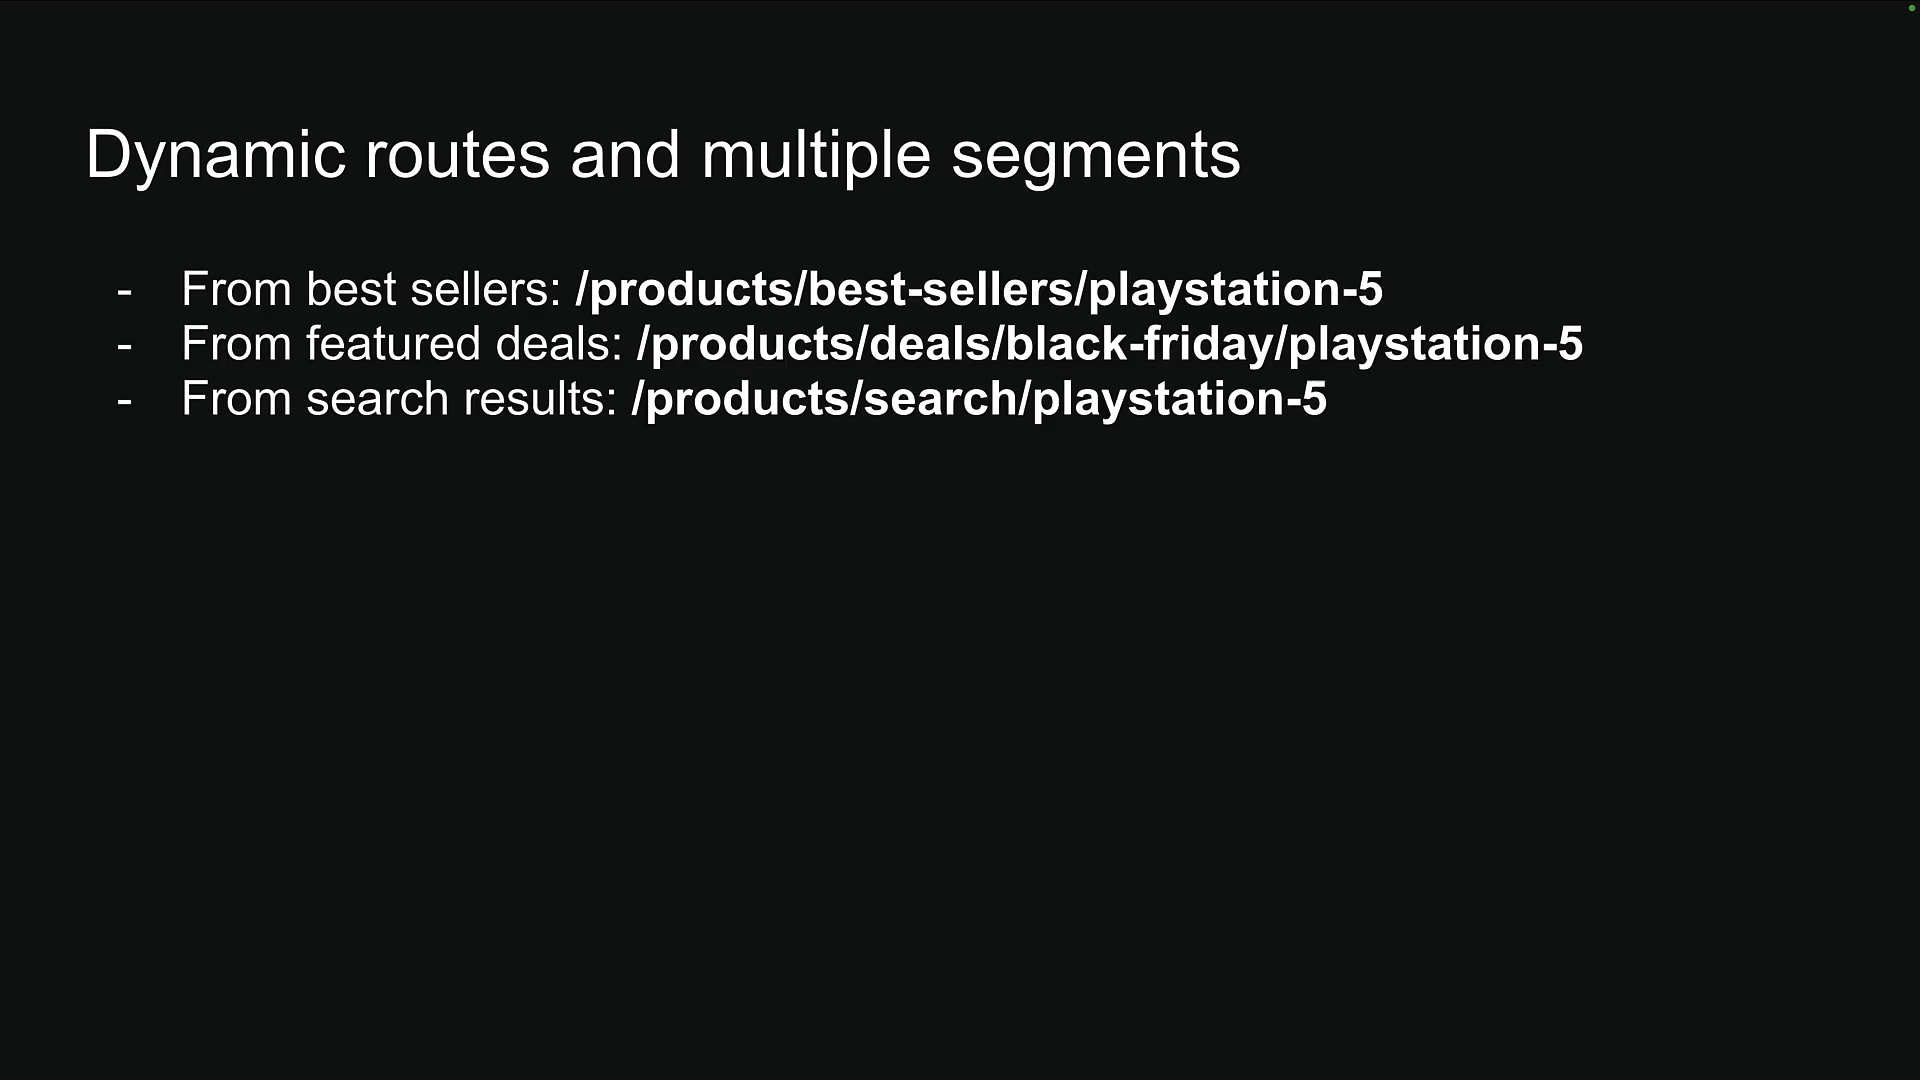 Dynamic routes and multiple segments
- From best sellers: /products/best-sellers/playstation-5
- From featured deals: /products/deals/black-friday/playstation-5
- From search results: /products/search/playstation-5